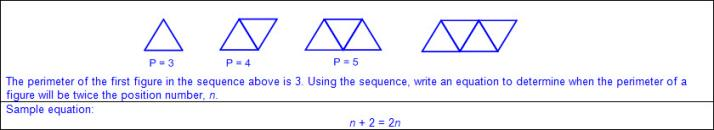 P = 3 P = 4 P = 5
The perimeter of the first figure in the sequence above is 3. Using the sequence, write an equation to determine when the perimeter of a
figure will be twice the position number, n.
Sample equation:
n + 2 = 2n